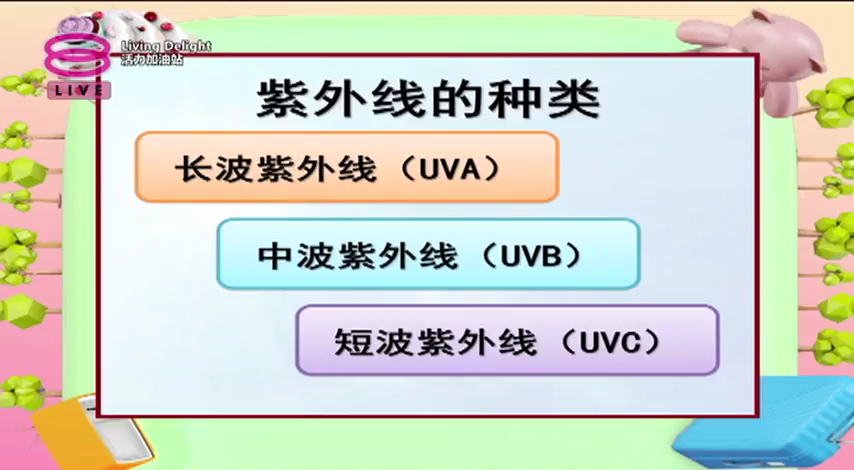 Living Delight
活力加油站
LIVE
紫外线的种类
长波紫外线（UVA）
中波紫外线（UVB）
短波紫外线（UVC）